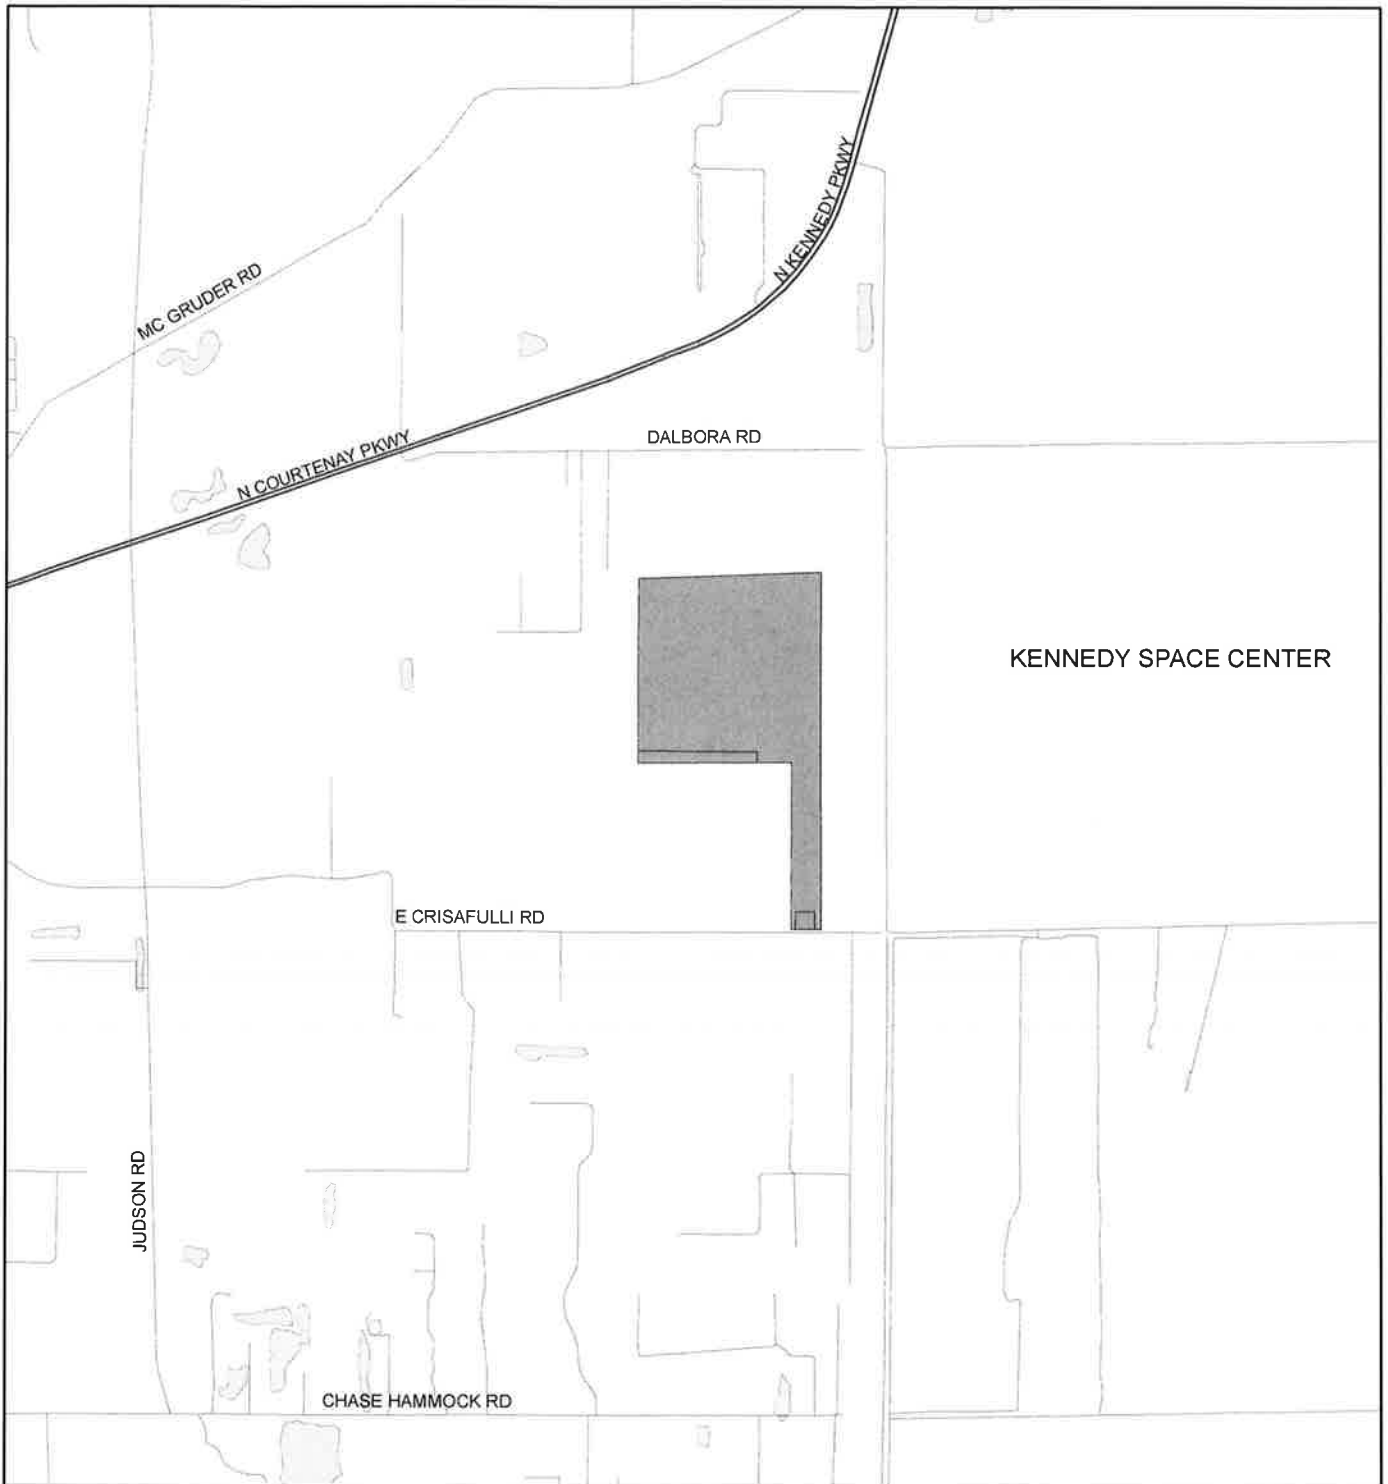 N KENNEDY PKWY
MC GRUDER RD
DALBORA RD
N COURTENAY PKWY
KENNEDY SPACE CENTER
E CRISAFULLI RD
JUDSON RD
CHASE HAMMOCK RD